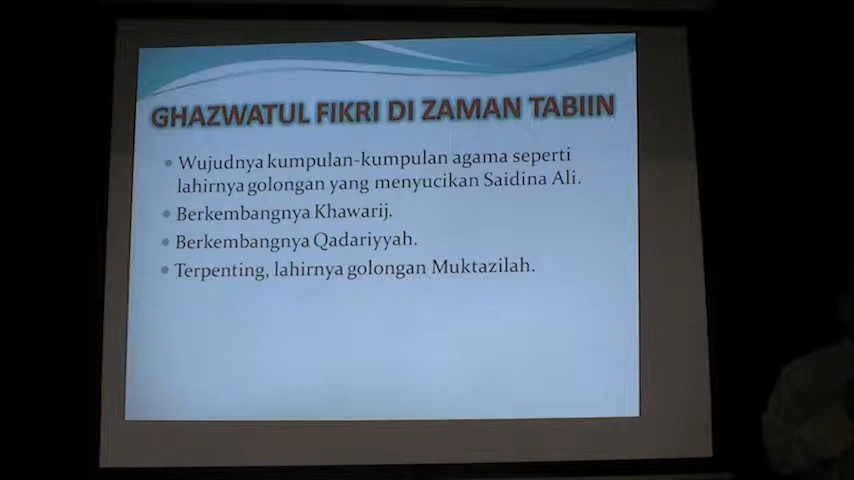 GHAZWATUL FIKRI DI ZAMAN TABIIN
• Wujudnya kumpulan-kumpulan agama seperti
lahirnya golongan yang menyucikan Saidina Ali.
• Berkembangnya Khawarij.
• Berkembangnya Qadariyyah.
• Terpenting, lahirnya golongan Muktazilah.